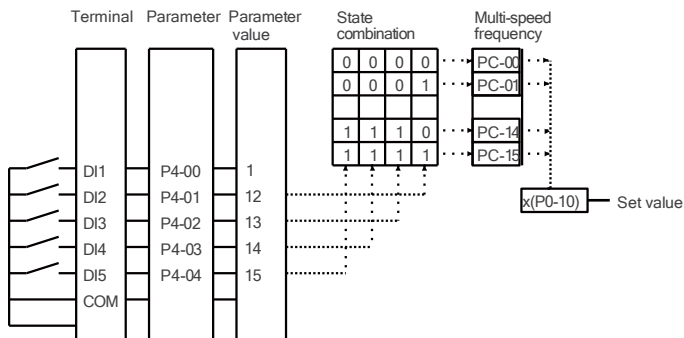 Terminal Parameter Parameter value State combination Multi-speed frequency
0 0 0 0 PC-00
0 0 0 1 PC-01
1 1 1 0 PC-14
1 1 1 1 PC-15
DI1 P4-00 1
DI2 P4-01 12
x(P0-10) Set value
DI3 P4-02 13
DI4 P4-03 14
DI5 P4-04 15
COM